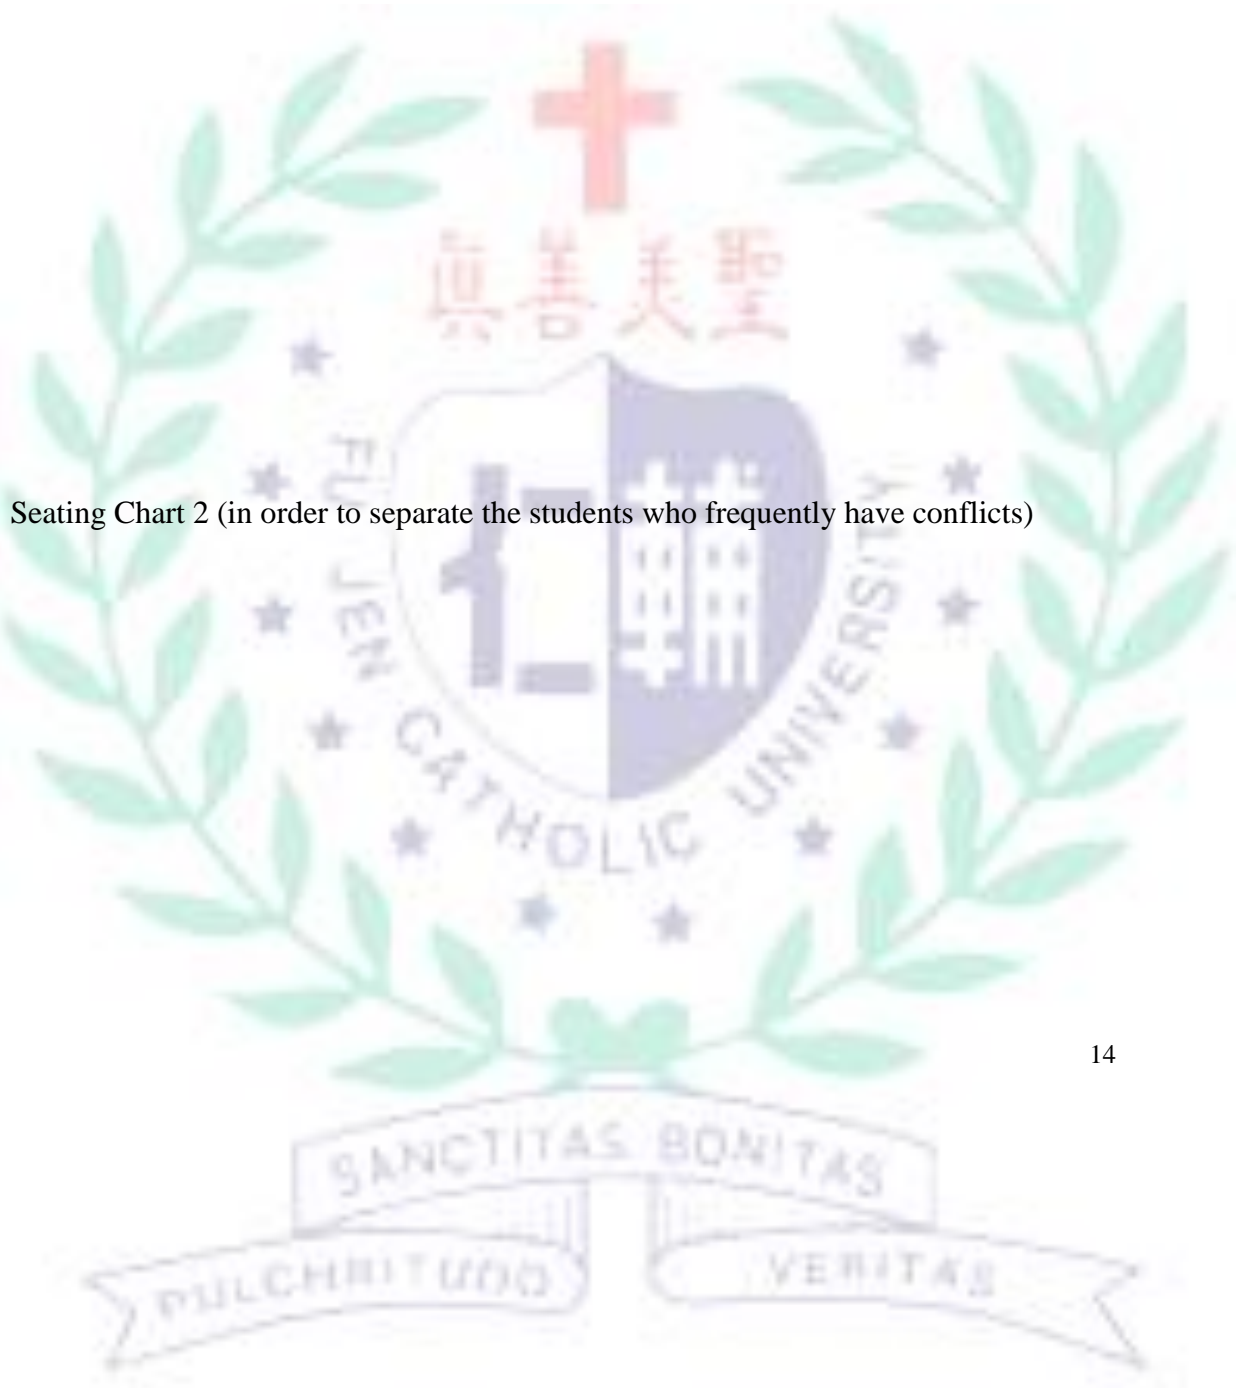 真善美聖
FU JEN CATHOLIC UNIVERSITY
Seating Chart 2 (in order to separate the students who frequently have conflicts)
輔仁
14
SANCTITAS BONITAS
PULCHRITUDO VERITAS